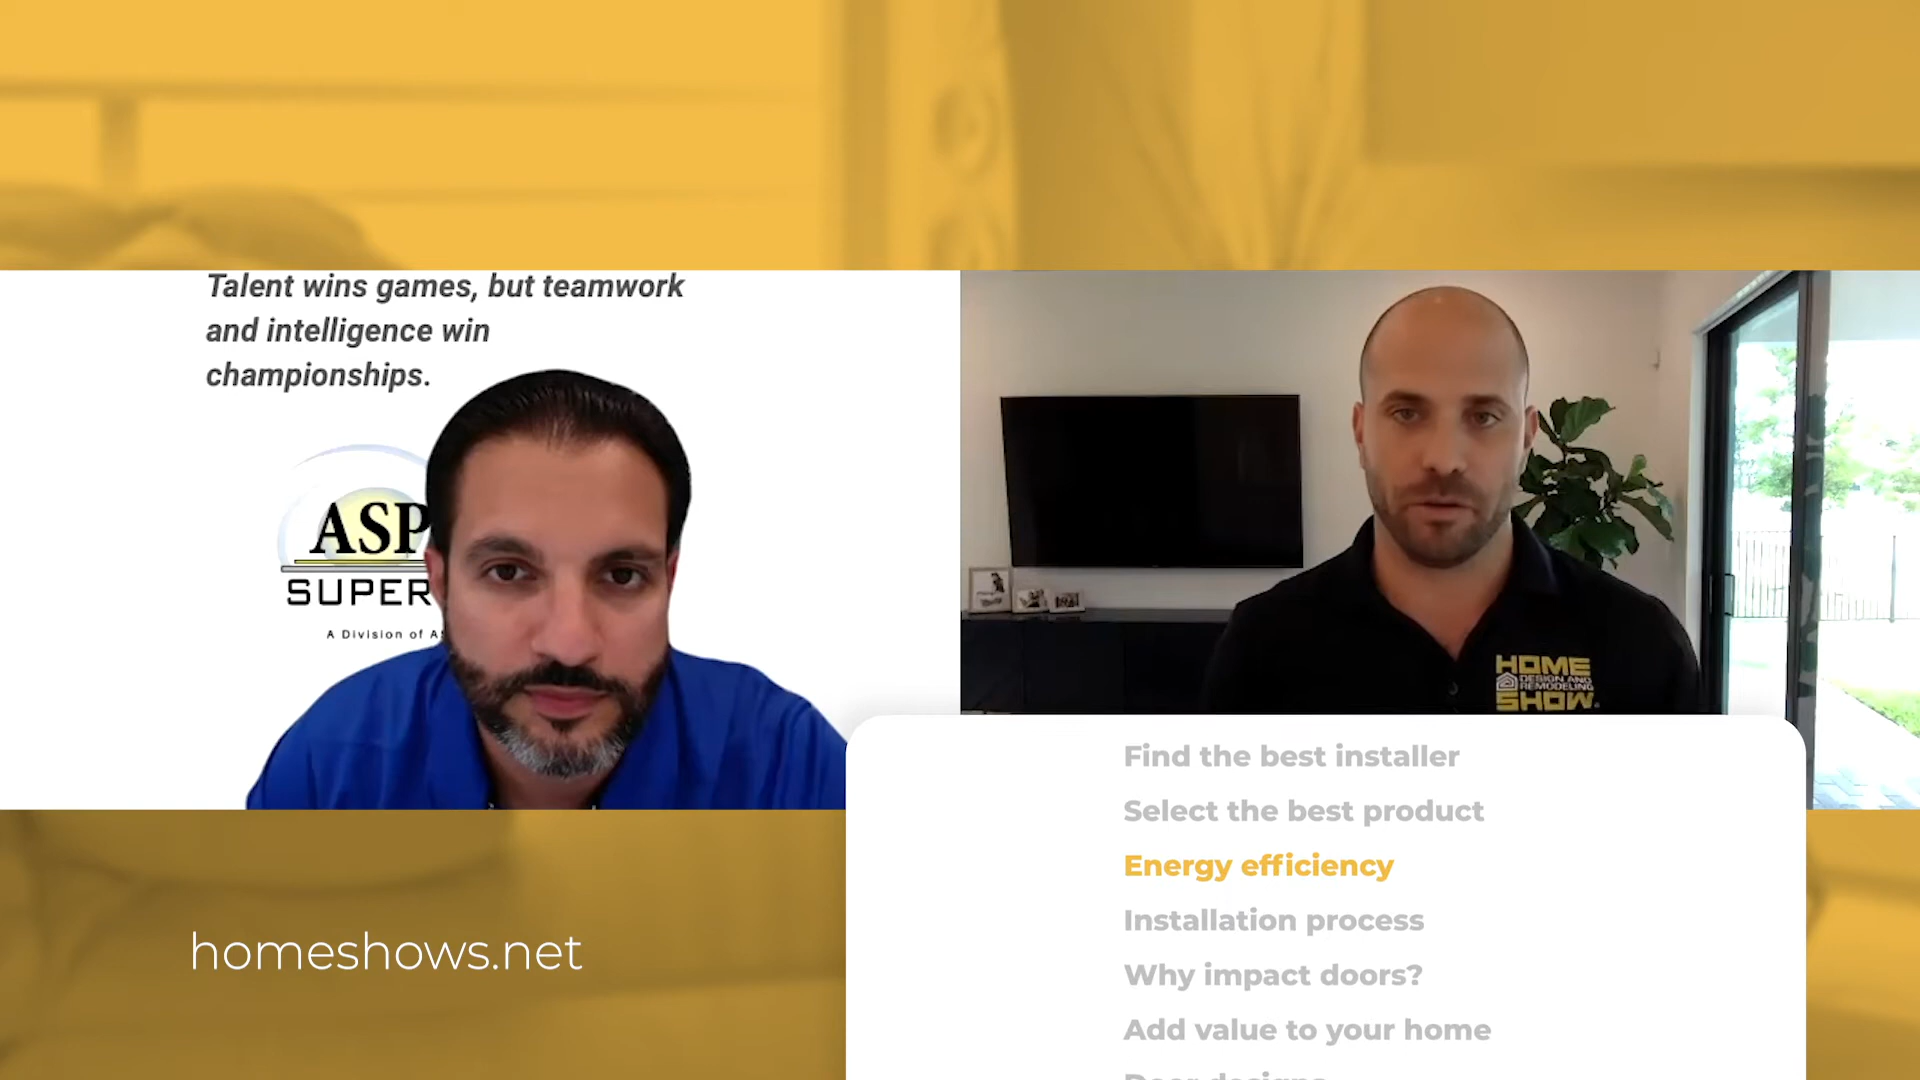 Talent wins games, but teamwork
and intelligence win
championships.
ASP
SUPER
A Division of
HOME
DESIGN AND
REMODELING
SHOW
Find the best installer
Select the best product
Energy efficiency
Installation process
Why impact doors?
Add value to your home
Door designs
homeshows.net